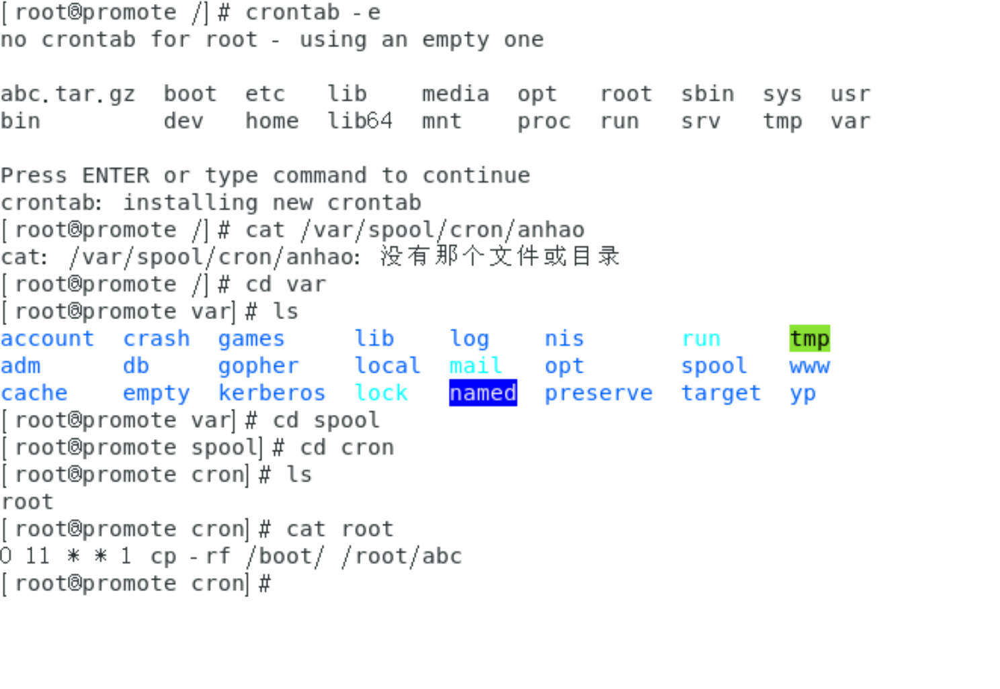 [root@promote /]# crontab -e
no crontab for root - using an empty one
abc.tar.gz  boot  etc   lib    media  opt   root  sbin  sys  usr
bin         dev   home  lib64  mnt    proc  run   srv   tmp  var
Press ENTER or type command to continue
crontab: installing new crontab
[root@promote /]# cat /var/spool/cron/anhao
cat: /var/spool/cron/anhao: 没有那个文件或目录
[root@promote /]# cd var
[root@promote var]# ls
account  crash  games     lib    log    nis       run     tmp
adm      db     gopher    local  mail   opt       spool   www
cache    empty  kerberos  lock   named  preserve  target  yp
[root@promote var]# cd spool
[root@promote spool]# cd cron
[root@promote cron]# ls
root
[root@promote cron]# cat root
0 11 * * 1 cp -rf /boot/ /root/abc
[root@promote cron]#